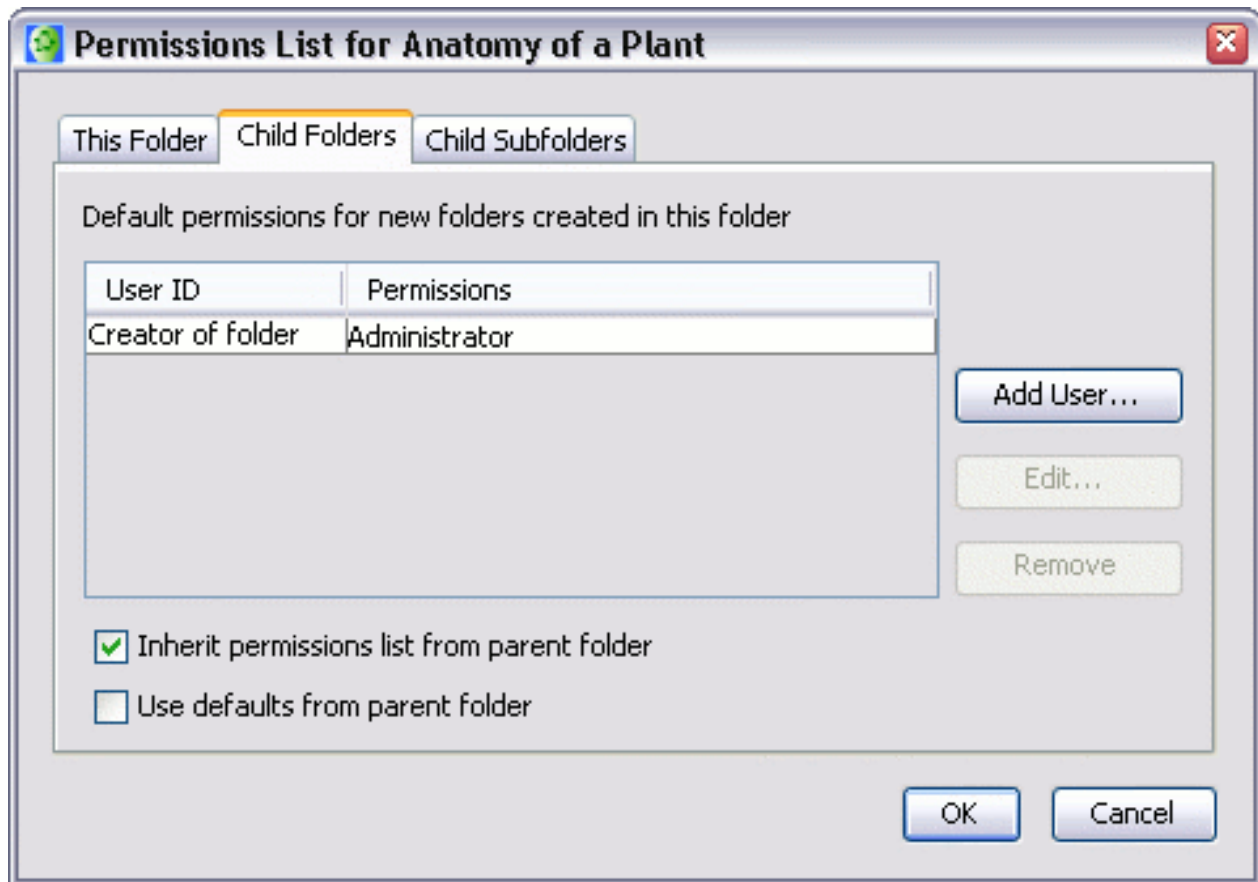 Permissions List for Anatomy of a Plant
This Folder Child Folders Child Subfolders
Default permissions for new folders created in this folder
User ID Permissions
Creator of folder Administrator
Add User...
Edit...
Remove
Inherit permissions list from parent folder
Use defaults from parent folder
OK Cancel